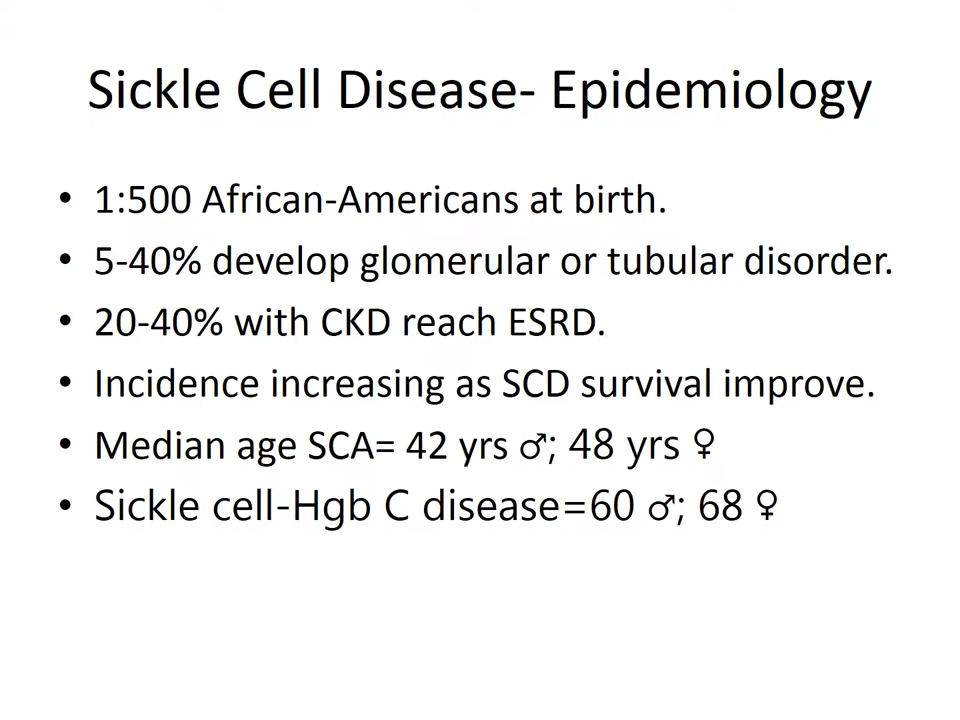 Sickle Cell Disease- Epidemiology
• 1:500 African-Americans at birth.
• 5-40% develop glomerular or tubular disorder.
• 20-40% with CKD reach ESRD.
• Incidence increasing as SCD survival improve.
• Median age SCA= 42 yrs ♂; 48 yrs ♀
• Sickle cell-Hgb C disease=60 ♂; 68 ♀